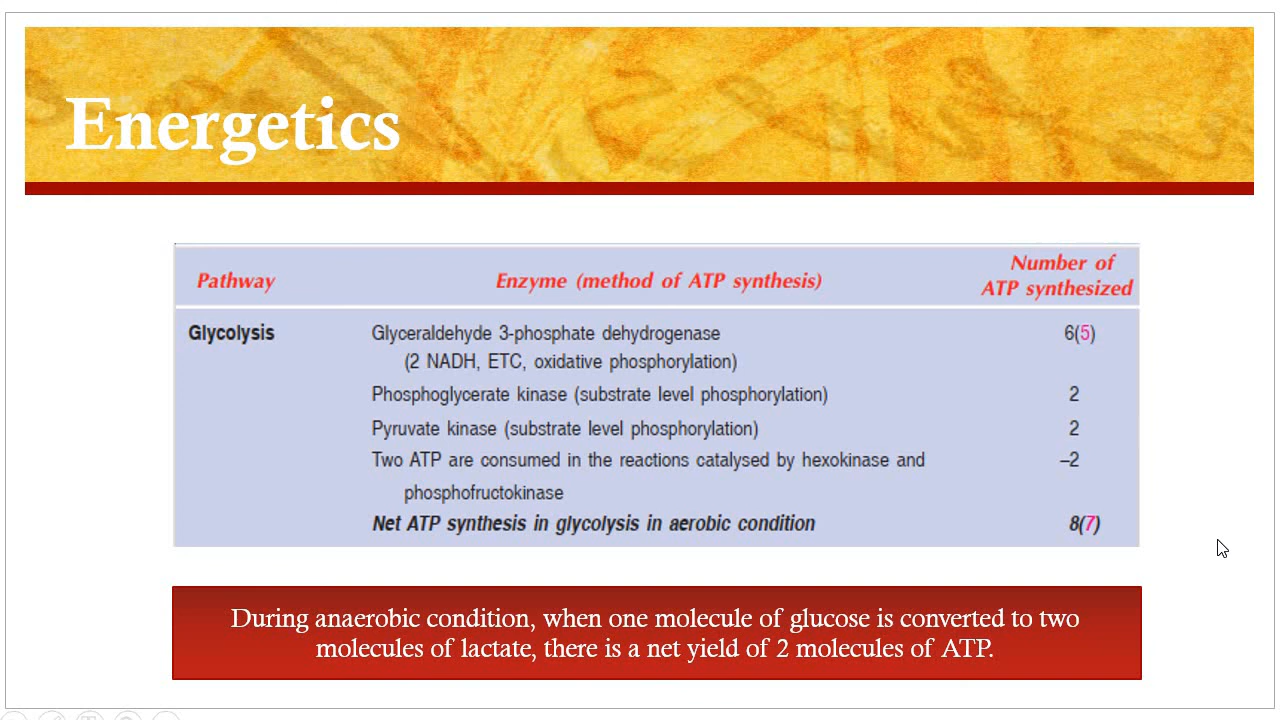 Energetics
Pathway Enzyme (method of ATP synthesis) Number of ATP synthesized
Glycolysis Glyceraldehyde 3-phosphate dehydrogenase 6(5)
(2 NADH, ETC, oxidative phosphorylation)
Phosphoglycerate kinase (substrate level phosphorylation) 2
Pyruvate kinase (substrate level phosphorylation) 2
Two ATP are consumed in the reactions catalysed by hexokinase and –2
phosphofructokinase
Net ATP synthesis in glycolysis in aerobic condition 8(7)
During anaerobic condition, when one molecule of glucose is converted to two
molecules of lactate, there is a net yield of 2 molecules of ATP.